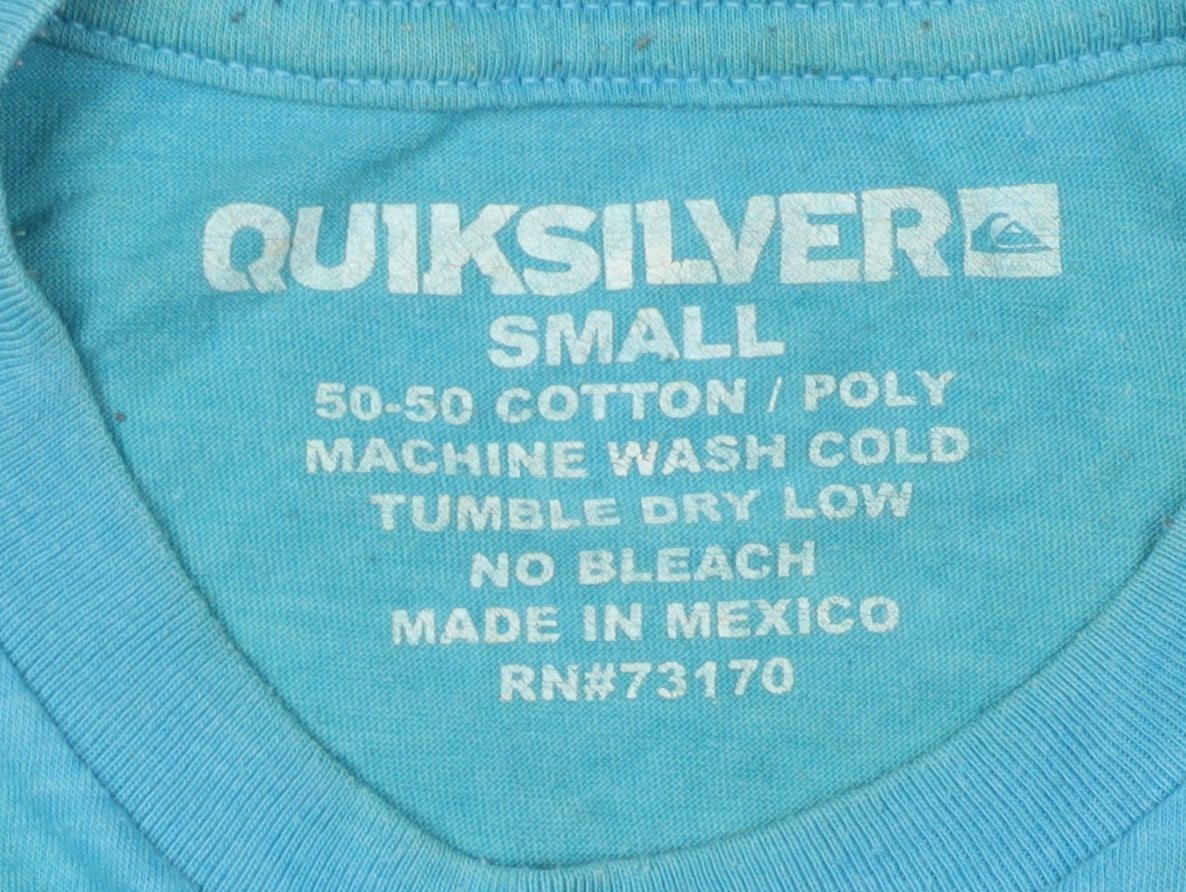 QUIKSILVER
SMALL
50-50 COTTON / POLY
MACHINE WASH COLD
TUMBLE DRY LOW
NO BLEACH
MADE IN MEXICO
RN#73170